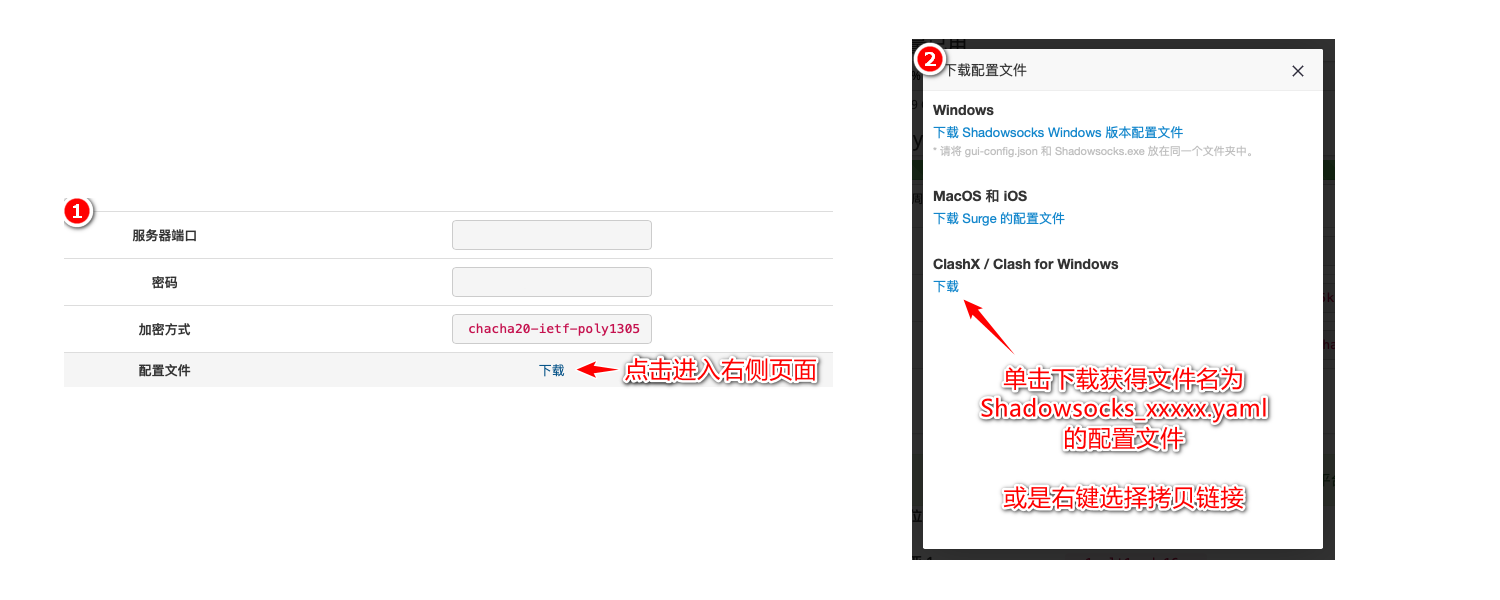 1
服务器端口
密码
加密方式
chacha20-ietf-poly1305
配置文件
下载
点击进入右侧页面
2
下载配置文件
Windows
下载 Shadowsocks Windows 版本配置文件
* 请将 gui-config.json 和 Shadowsocks.exe 放在同一个文件夹中。
MacOS 和 iOS
下载 Surge 的配置文件
ClashX / Clash for Windows
下载
单击下载获得文件名为
Shadowsocks_xxxxx.yaml
的配置文件
或是右键选择拷贝链接